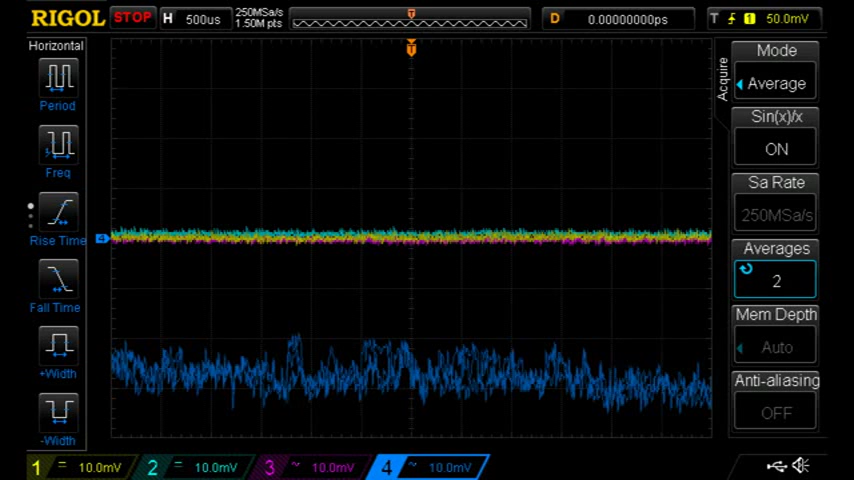 RIGOL STOP H 500us 250MSa/s 1.50M pts D 0.00000000ps T 1 50.0mV
Horizontal
Period
Freq
Rise Time
Fall Time
+Width
-Width
T
4
Acquire
Mode
Average
Sin(x)/x
ON
Sa Rate
250MSa/s
Averages
2
Mem Depth
Auto
Anti-aliasing
OFF
1 = 10.0mV 2 = 10.0mV 3 ~ 10.0mV 4 ~ 10.0mV